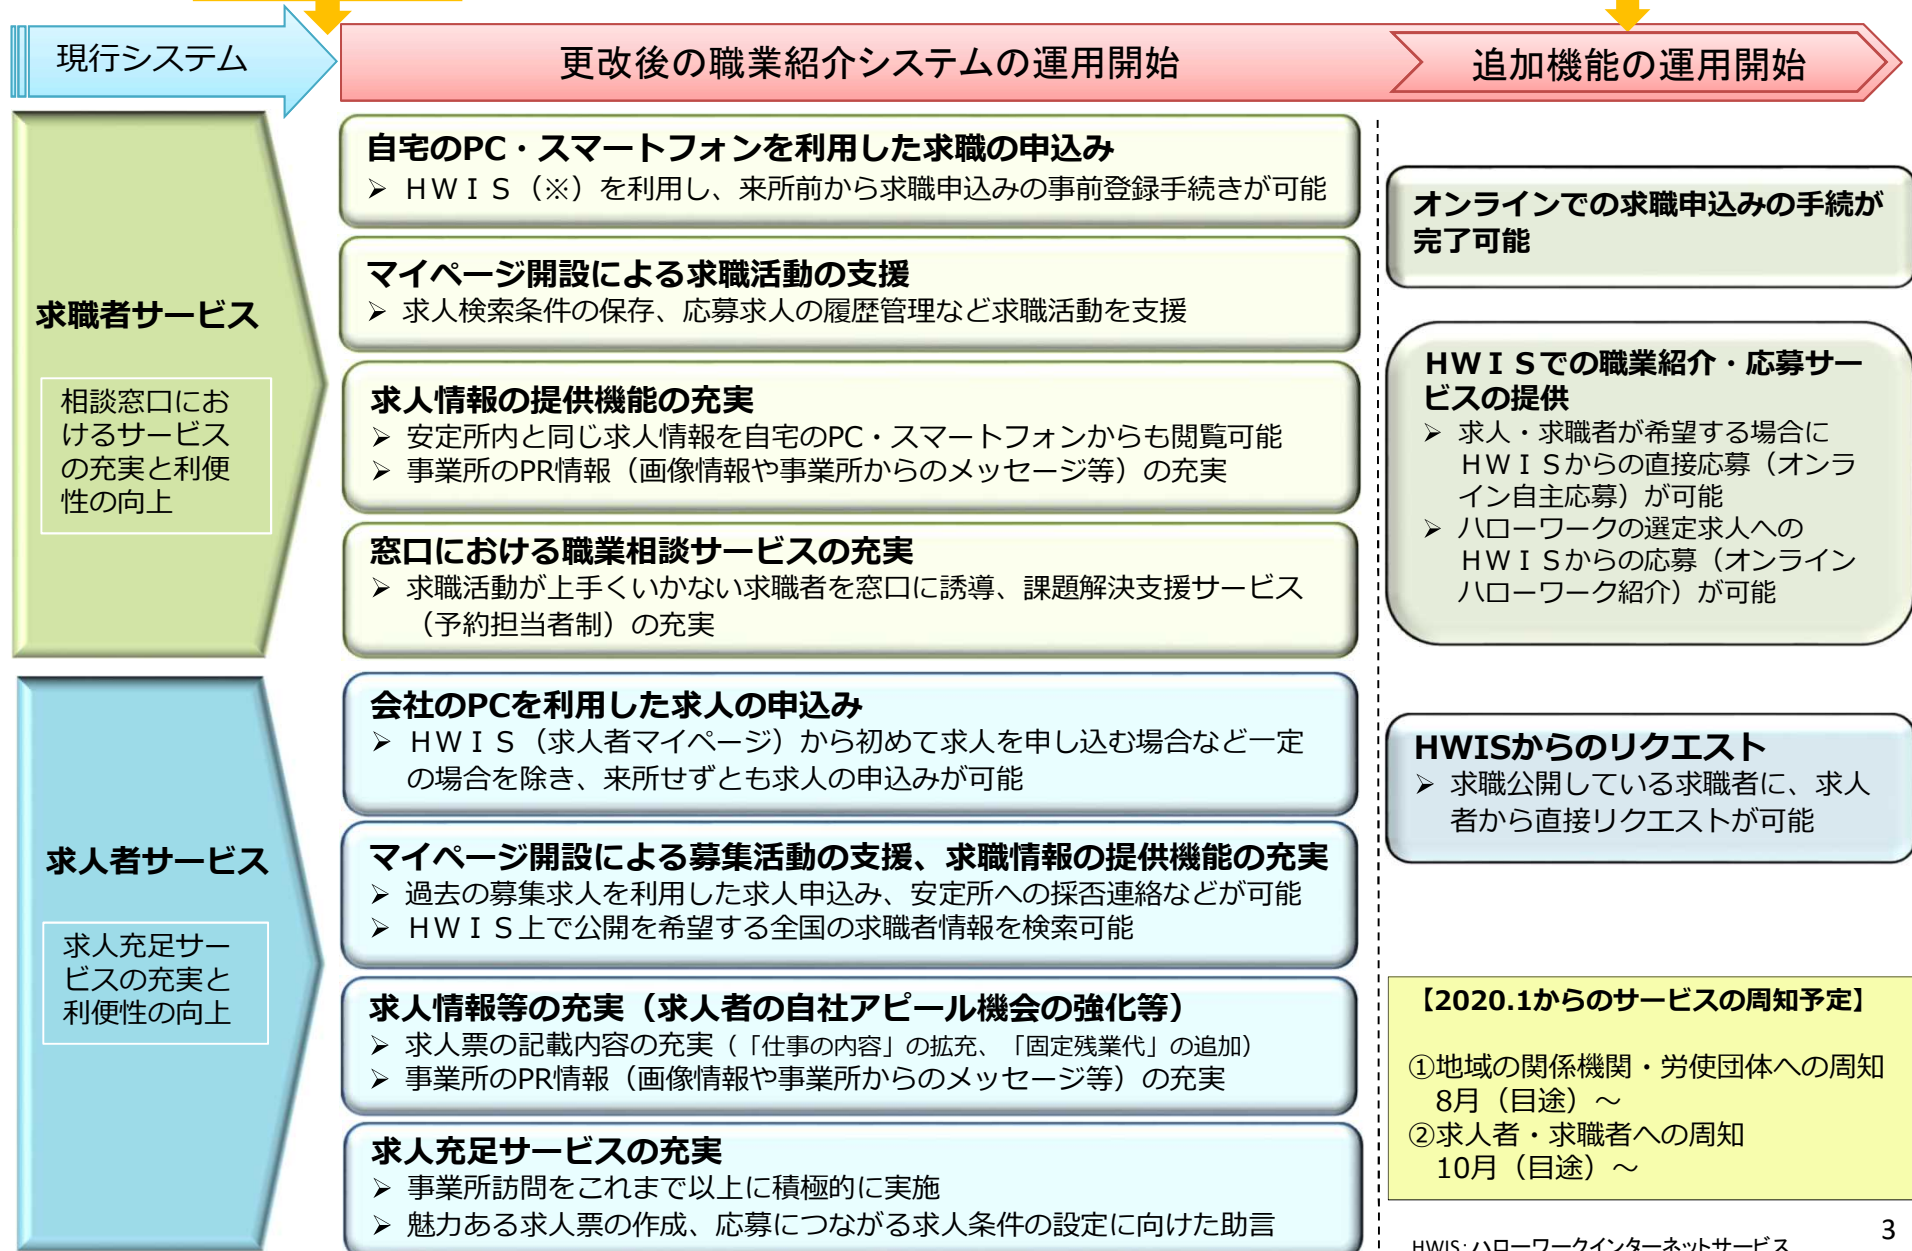 現行システム
更改後の職業紹介システムの運用開始
追加機能の運用開始
求職者サービス
相談窓口にお
けるサービス
の充実と利便
性の向上
自宅のPC・スマートフォンを利用した求職の申込み
➢ ＨＷＩＳ（※）を利用し、来所前から求職申込みの事前登録手続きが可能
マイページ開設による求職活動の支援
➢ 求人検索条件の保存、応募求人の履歴管理など求職活動を支援
求人情報の提供機能の充実
➢ 安定所内と同じ求人情報を自宅のPC・スマートフォンからも閲覧可能
➢ 事業所のPR情報（画像情報や事業所からのメッセージ等）の充実
窓口における職業相談サービスの充実
➢ 求職活動が上手くいかない求職者を窓口に誘導、課題解決支援サービス
（予約担当者制）の充実
オンラインでの求職申込みの手続が
完了可能
ＨＷＩＳでの職業紹介・応募サー
ビスの提供
➢ 求人・求職者が希望する場合に
ＨＷＩＳからの直接応募（オンラ
イン自主応募）が可能
➢ ハローワークの選定求人への
ＨＷＩＳからの応募（オンライン
ハローワーク紹介）が可能
求人者サービス
求人充足サー
ビスの充実と
利便性の向上
会社のPCを利用した求人の申込み
➢ ＨＷＩＳ（求人者マイページ）から初めて求人を申し込む場合など一定
の場合を除き、来所せずとも求人の申込みが可能
マイページ開設による募集活動の支援、求職情報の提供機能の充実
➢ 過去の募集求人を利用した求人申込み、安定所への採否連絡などが可能
➢ ＨＷＩＳ上で公開を希望する全国の求職者情報を検索可能
求人情報等の充実（求人者の自社アピール機会の強化等）
➢ 求人票の記載内容の充実（「仕事の内容」の拡充、「固定残業代」の追加）
➢ 事業所のPR情報（画像情報や事業所からのメッセージ等）の充実
求人充足サービスの充実
➢ 事業所訪問をこれまで以上に積極的に実施
➢ 魅力ある求人票の作成、応募につながる求人条件の設定に向けた助言
HWISからのリクエスト
➢ 求職公開している求職者に、求人
者から直接リクエストが可能
【2020.1からのサービスの周知予定】
①地域の関係機関・労使団体への周知
8月（目途）～
②求人者・求職者への周知
10月（目途）～
HWIS：ハローワークインターネットサービス
3